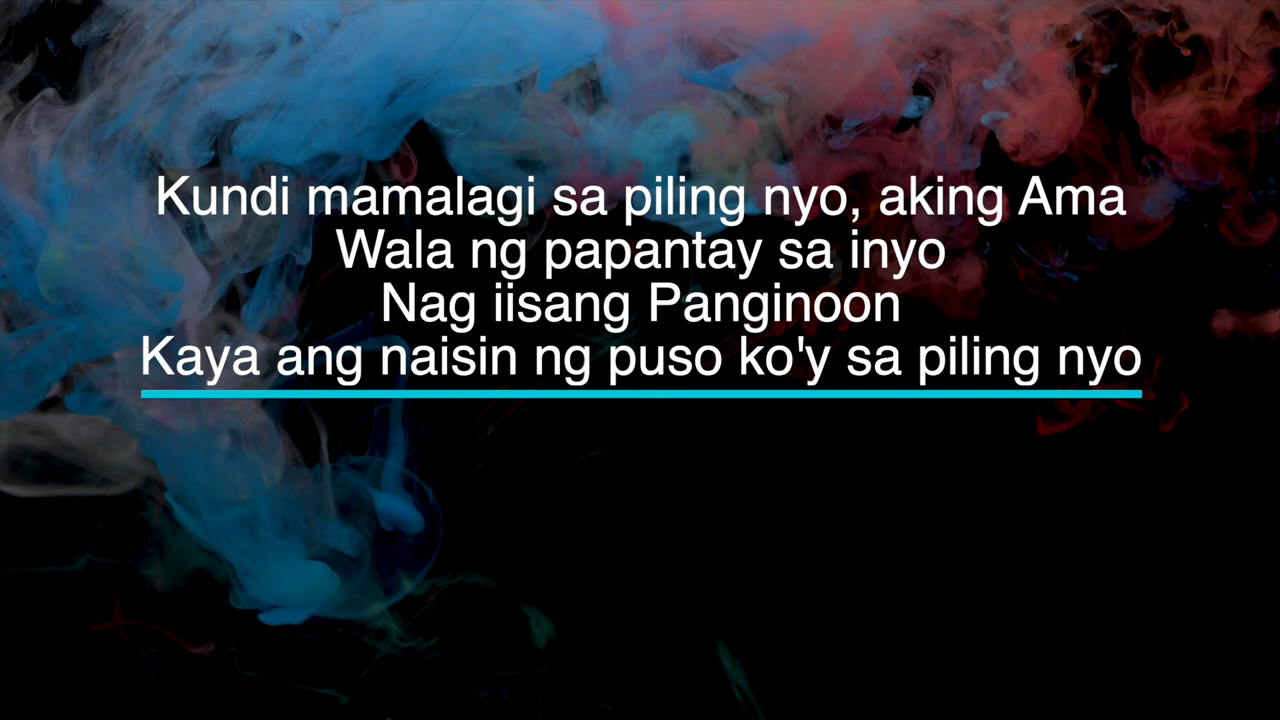 Kundi mamalagi sa piling nyo, aking Ama
Wala ng papantay sa inyo
Nag iisang Panginoon
Kaya ang naisin ng puso ko'y sa piling nyo